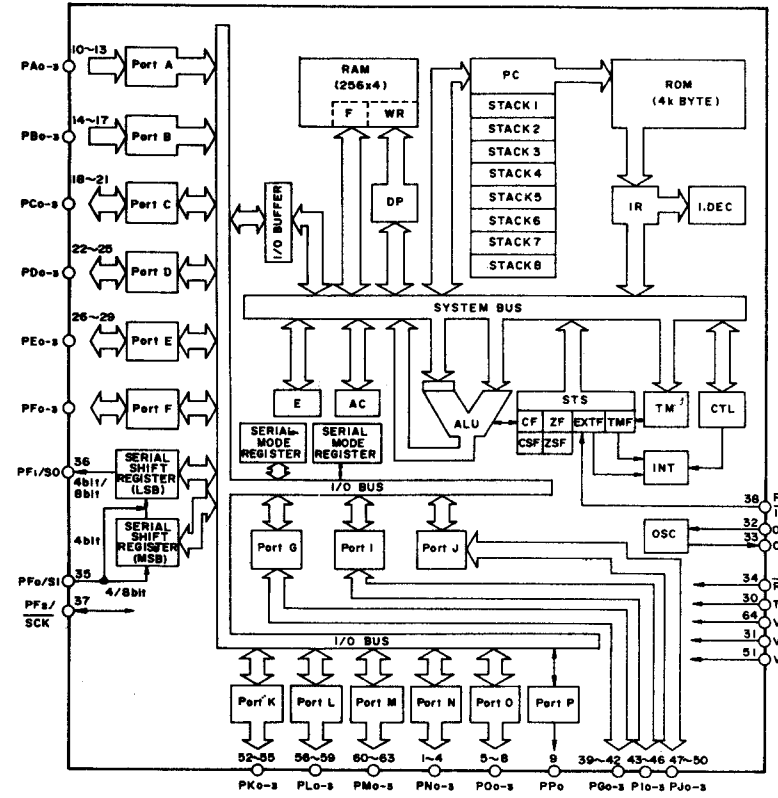 10~13
PA0-3
Port A
14~17
PB0-3
Port B
18~21
PC0-3
Port C
22~25
PD0-3
Port D
26~29
PE0-3
Port E
PF0-3
Port F
36
PF1/SO
4bit/
8bit
SERIAL
SHIFT
REGISTER
(LSB)
4bit
SERIAL
SHIFT
REGISTER
(MSB)
35
PF0/SI
4/8bit
PF2/
SCK
37
RAM
(256x4)
F
WR
DP
I/O BUFFER
PC
STACK 1
STACK 2
STACK 3
STACK 4
STACK5
STACK 6
STACK 7
STACK 8
ROM
(4k BYTE)
IR
I.DEC
SYSTEM BUS
E
AC
ALU
STS
CF
ZF
EXTF
TMF
CSF
ZSF
TM
CTL
INT
SERIAL
MODE
REGISTER
SERIAL
MODE
REGISTER
I/O BUS
Port G
Port I
Port J
OSC
38
32
33
34
30
64
31
51
I/O BUS
Port K
Port L
Port M
Port N
Port O
Port P
52~55
56~59
60~63
1~4
5~8
9
39~42
43~46
47~50
PK0-3
PL0-3
PM0-3
PN0-3
PO0-3
PP0
PG0-3
PI0-3
PJ0-3